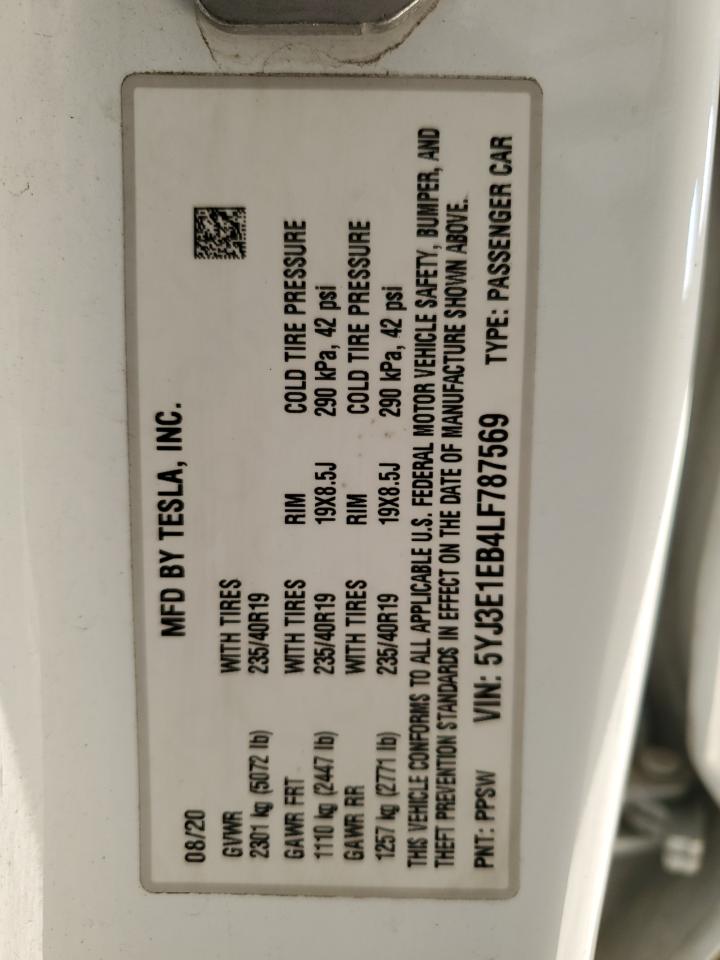 MFD BY TESLA, INC.
08/20
GVWR WITH TIRES
2301 kg (5072 lb) 235/40R19
GAWR FRT WITH TIRES RIM COLD TIRE PRESSURE
1110 kg (2447 lb) 235/40R19 19X8.5J 290 kPa, 42 psi
GAWR RR WITH TIRES RIM COLD TIRE PRESSURE
1257 kg (2771 lb) 235/40R19 19X8.5J 290 kPa, 42 psi
THIS VEHICLE CONFORMS TO ALL APPLICABLE U.S. FEDERAL MOTOR VEHICLE SAFETY, BUMPER, AND
THEFT PREVENTION STANDARDS IN EFFECT ON THE DATE OF MANUFACTURE SHOWN ABOVE.
PNT: PPSW VIN: 5YJ3E1EB4LF787569 TYPE: PASSENGER CAR